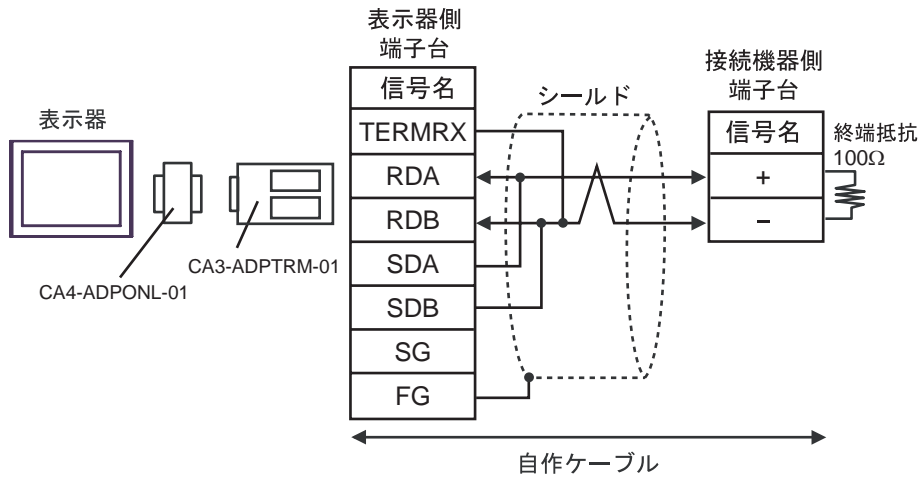 表示器
CA4-ADPONL-01
CA3-ADPTRM-01
表示器側
端子台
信号名
TERMRX
RDA
RDB
SDA
SDB
SG
FG
シールド
接続機器側
端子台
信号名
+
-
終端抵抗
100Ω
自作ケーブル